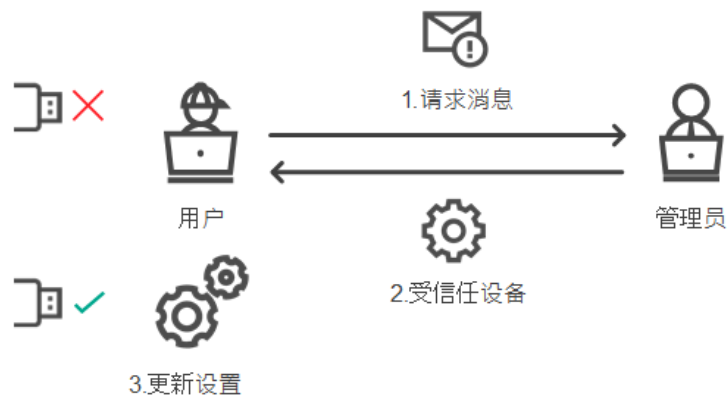 1.请求消息
用户
管理员
2.受信任设备
3.更新设置